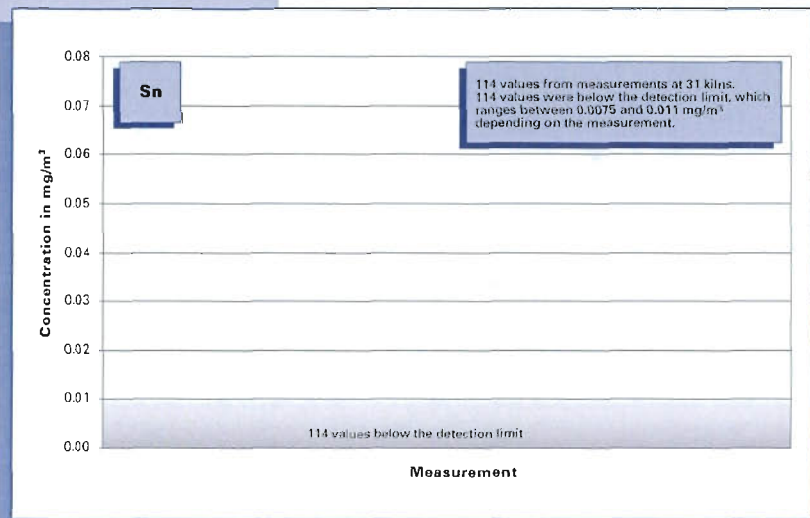 Sn
114 values from measurements at 31 kilns.
114 values were below the detection limit, which
ranges between 0.0075 and 0.011 mg/m³
depending on the measurement.
Concentration in mg/m³
0.08
0.07
0.06
0.05
0.04
0.03
0.02
0.01
0.00
114 values below the detection limit
Measurement